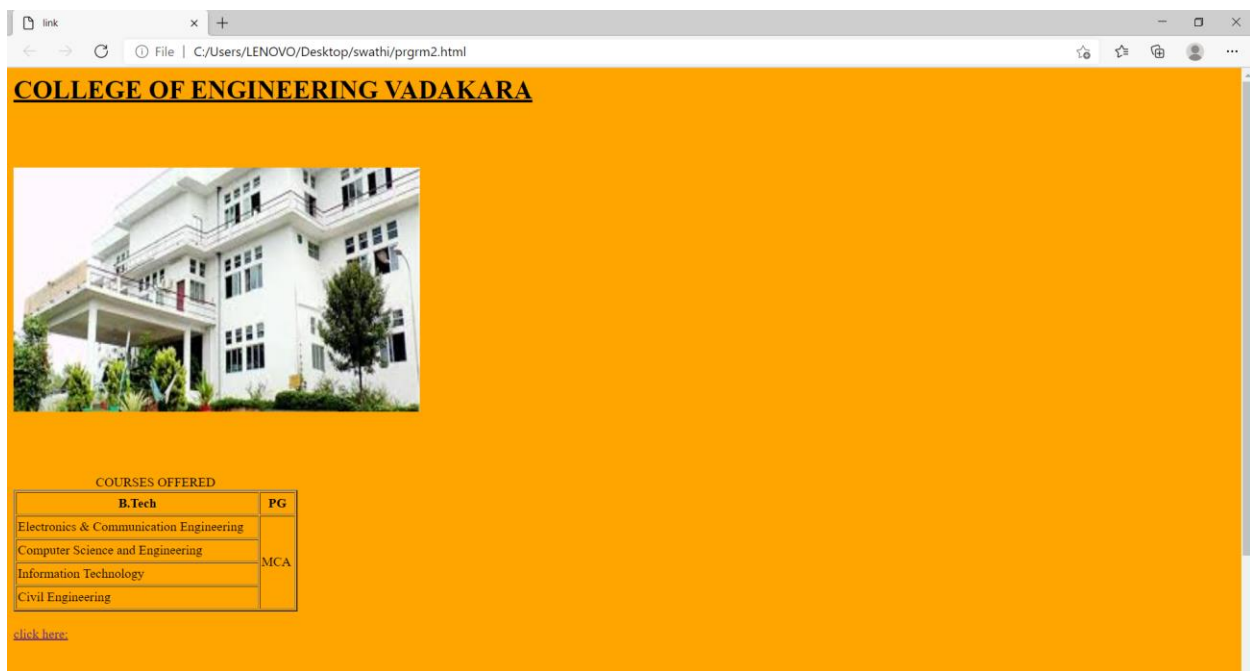 link
File | C:/Users/LENOVO/Desktop/swathi/prgrm2.html
COLLEGE OF ENGINEERING VADAKARA
COURSES OFFERED
B.Tech PG
Electronics & Communication Engineering
Computer Science and Engineering
MCA
Information Technology
Civil Engineering
click here: